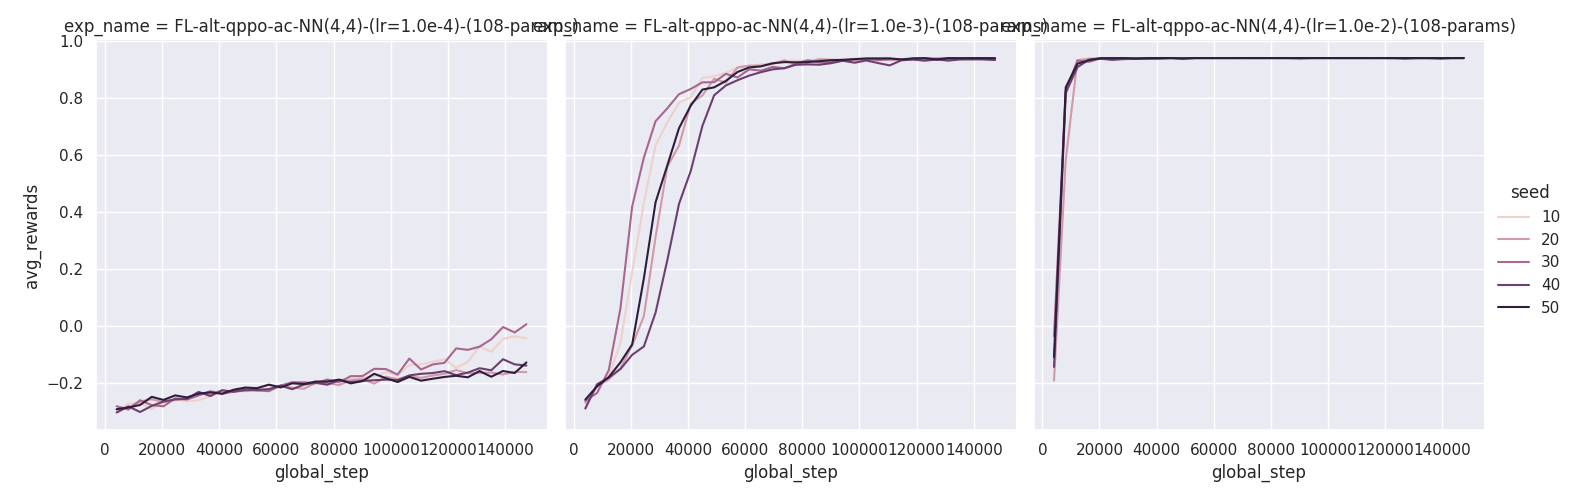 exp_name = FL-alt-qppo-ac-NN(4,4)-(lr=1.0e-4)-(108-params)
exp_name = FL-alt-qppo-ac-NN(4,4)-(lr=1.0e-3)-(108-params)
exp_name = FL-alt-qppo-ac-NN(4,4)-(lr=1.0e-2)-(108-params)
1.0
0.8
0.6
0.4
0.2
0.0
−0.2
avg_rewards
0 20000 40000 60000 80000 100000 120000 140000
0 20000 40000 60000 80000 100000 120000 140000
0 20000 40000 60000 80000 100000 120000 140000
global_step
global_step
global_step
seed
10
20
30
40
50